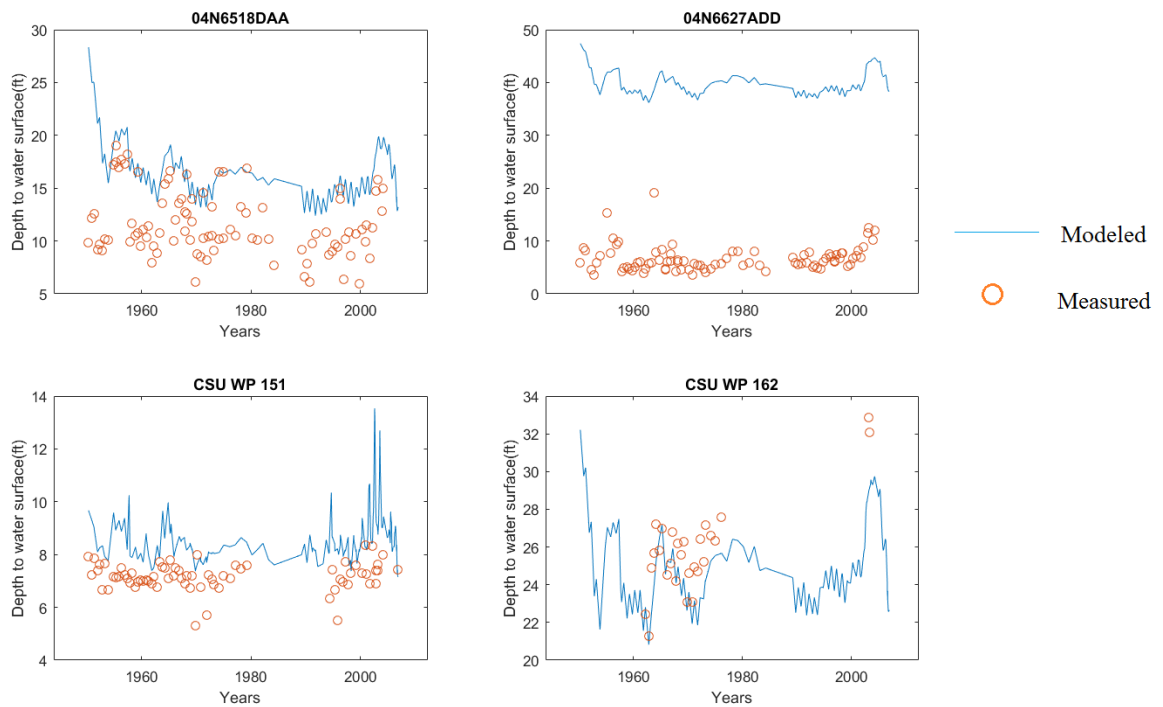 04N6518DAA
30
25
20
15
10
5
Depth to water surface(ft)
1960
1980
2000
Years
04N6627ADD
50
40
30
20
10
0
Depth to water surface(ft)
1960
1980
2000
Years
Modeled
Measured
CSU WP 151
14
12
10
8
6
4
Depth to water surface(ft)
1960
1980
2000
Years
CSU WP 162
34
32
30
28
26
24
22
20
Depth to water surface(ft)
1960
1980
2000
Years